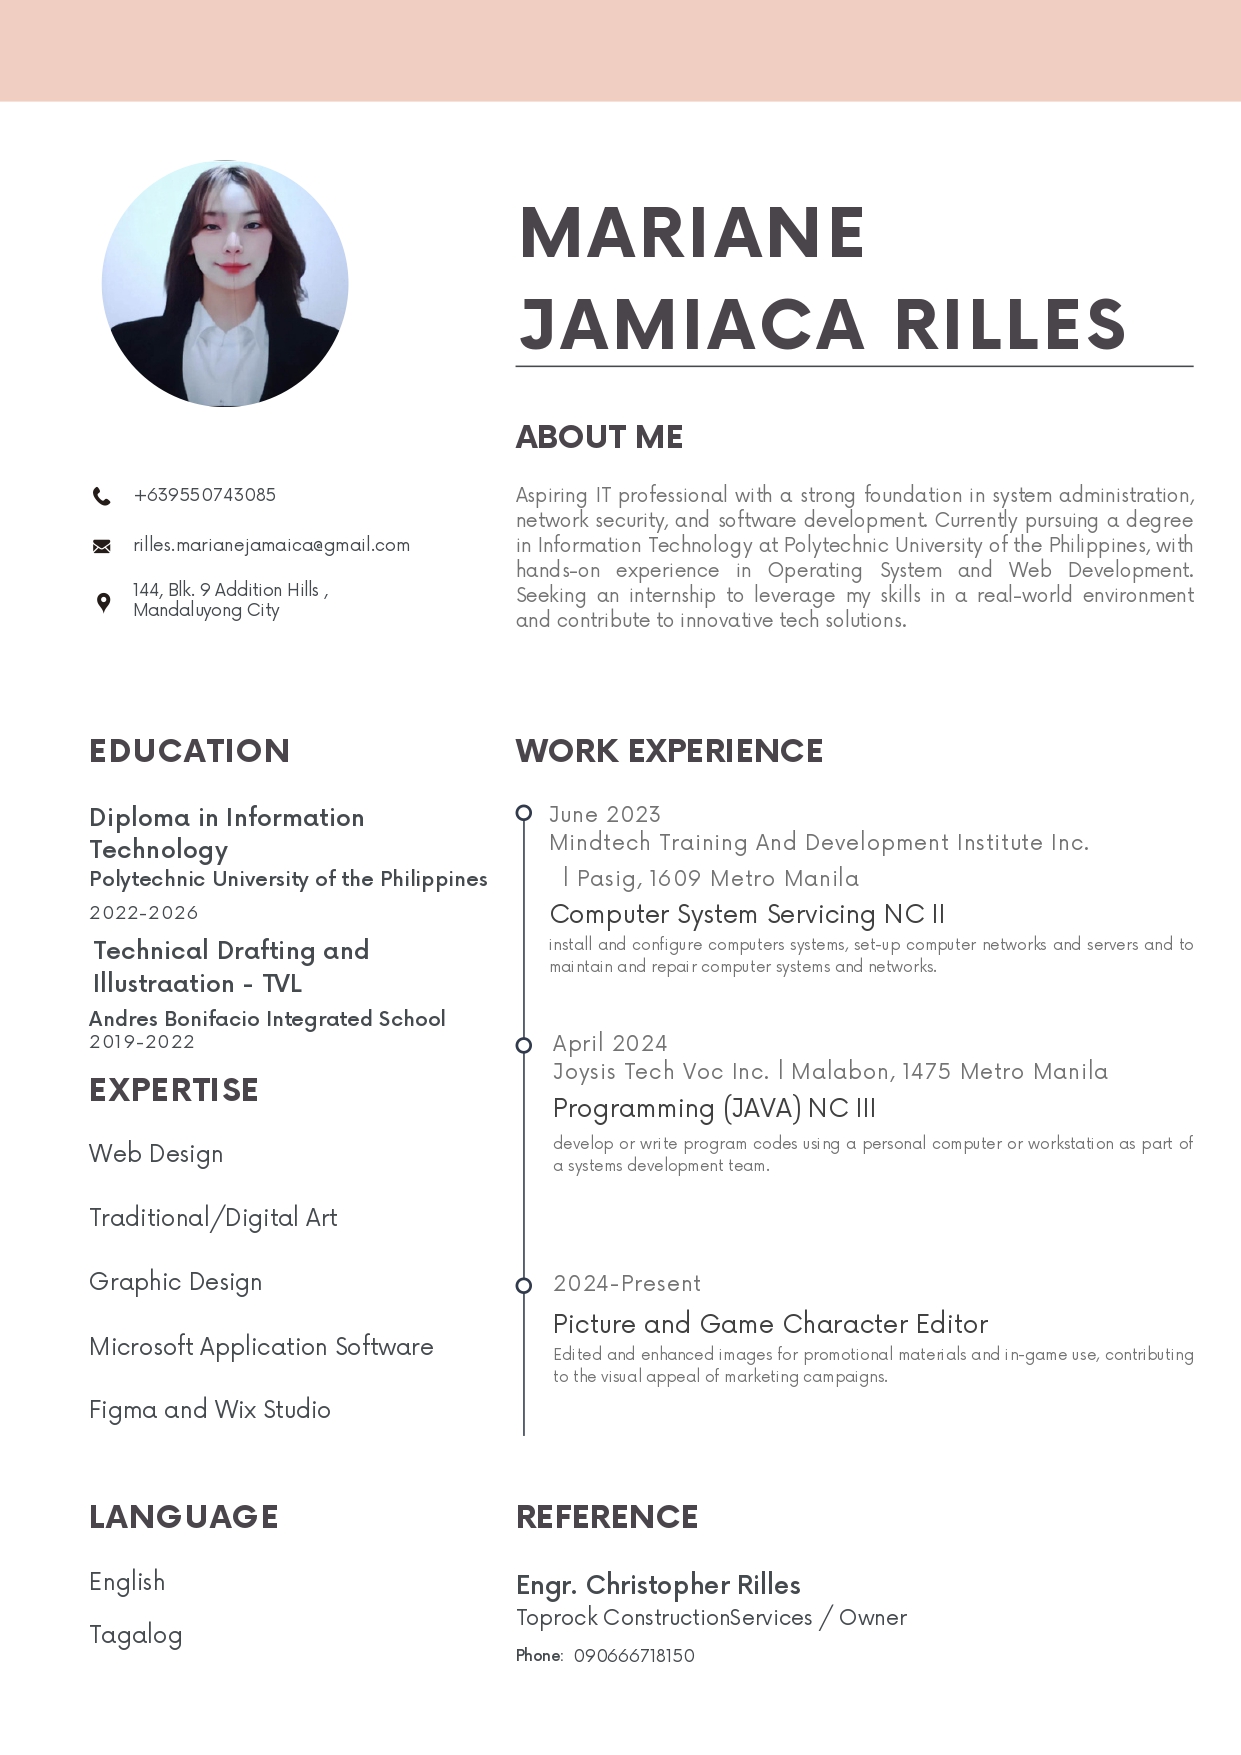 MARIANE
JAMIACA RILLES
+639550743085
rilles.marianejamaica@gmail.com
144, Blk. 9 Addition Hills ,
Mandaluyong City
ABOUT ME
Aspiring IT professional with a strong foundation in system administration,
network security, and software development. Currently pursuing a degree
in Information Technology at Polytechnic University of the Philippines, with
hands-on experience in Operating System and Web Development.
Seeking an internship to leverage my skills in a real-world environment
and contribute to innovative tech solutions.
EDUCATION
Diploma in Information
Technology
Polytechnic University of the Philippines
2022-2026
Technical Drafting and
Illustraation - TVL
Andres Bonifacio Integrated School
2019-2022
EXPERTISE
Web Design
Traditional/Digital Art
Graphic Design
Microsoft Application Software
Figma and Wix Studio
LANGUAGE
English
Tagalog
WORK EXPERIENCE
June 2023
Mindtech Training And Development Institute Inc.
l Pasig, 1609 Metro Manila
Computer System Servicing NC II
install and configure computers systems, set-up computer networks and servers and to
maintain and repair computer systems and networks.
April 2024
Joysis Tech Voc Inc. l Malabon, 1475 Metro Manila
Programming (JAVA) NC III
develop or write program codes using a personal computer or workstation as part of
a systems development team.
2024-Present
Picture and Game Character Editor
Edited and enhanced images for promotional materials and in-game use, contributing
to the visual appeal of marketing campaigns.
REFERENCE
Engr. Christopher Rilles
Toprock ConstructionServices / Owner
Phone: 090666718150